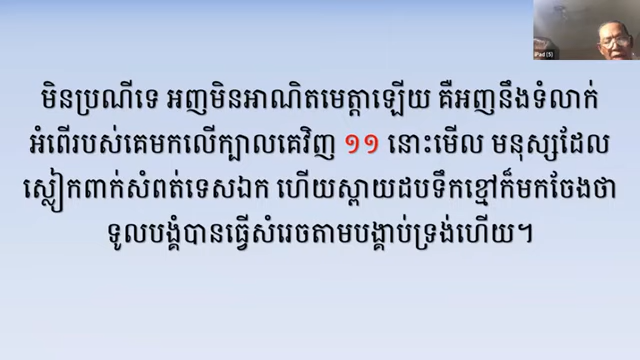 iPad (5)
មិនប្រណីទេ អញមិនអាណិតមេត្តាឡើយ គឺអញនឹងទំលាក់
អំពើរបស់គេមកលើក្បាលគេវិញ ១១ នោះមើល មនុស្សដែល
ស្លៀកពាក់សំពត់ទេសឯក ហើយស្ពាយដបទឹកខ្មៅក៏មកចែងថា
ទូលបង្គំបានធ្វើសំរេចតាមបង្គាប់ទ្រង់ហើយ។